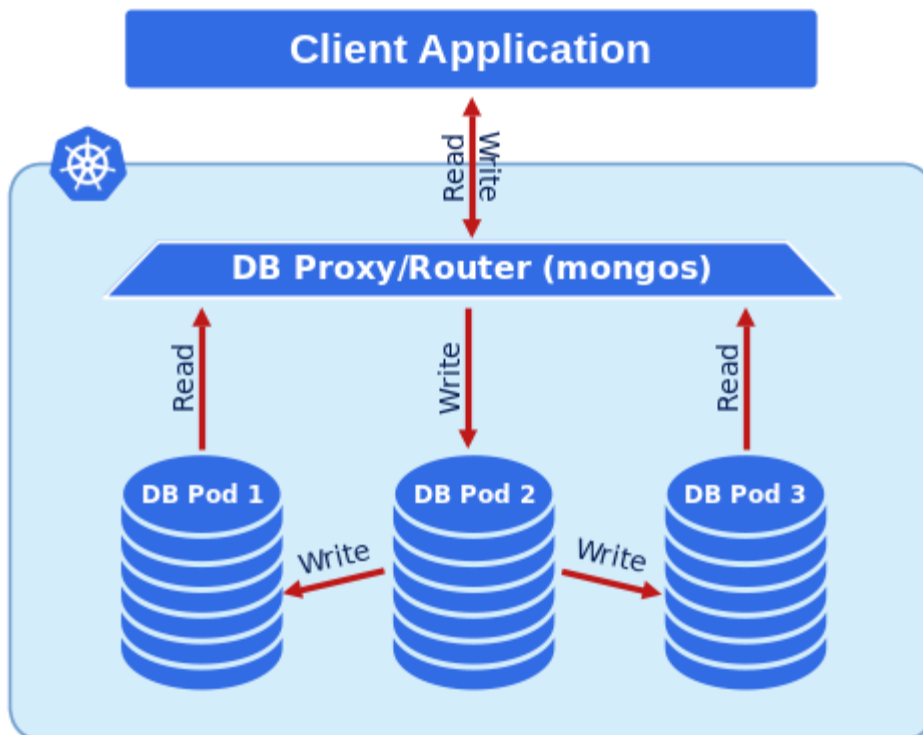 Client Application
Read
Write
DB Proxy/Router (mongos)
Read
Write
Read
DB Pod 1
DB Pod 2
DB Pod 3
Write
Write